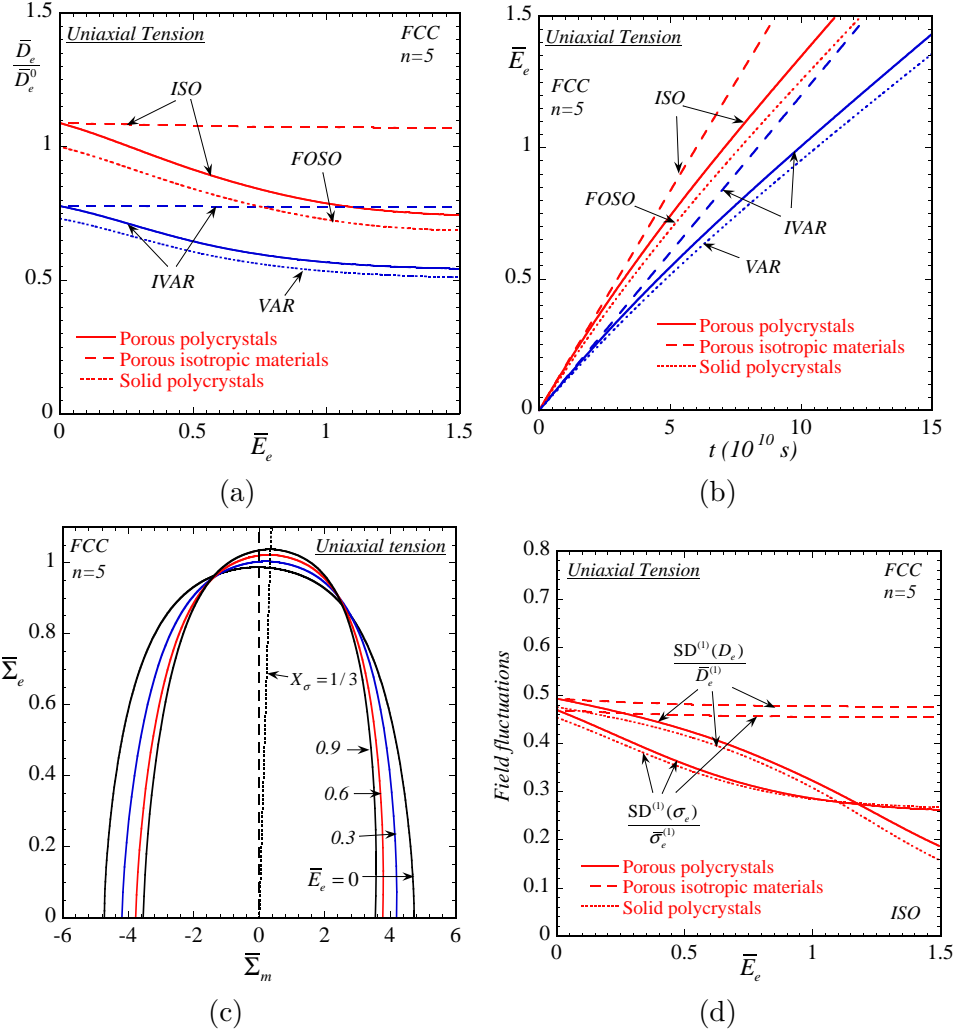 Uniaxial Tension
FCC
n=5
D̅e
D̅e⁰
ISO
FOSO
IVAR
VAR
Porous polycrystals
Porous isotropic materials
Solid polycrystals
1.5
1
0.5
0
0
0.5
1
1.5
E̅e
(a)
1.5
E̅e
1
0.5
0
Uniaxial Tension
FCC
n=5
ISO
FOSO
IVAR
VAR
Porous polycrystals
Porous isotropic materials
Solid polycrystals
0
5
10
15
t (10¹⁰ s)
(b)
FCC
n=5
Uniaxial tension
1
0.8
Σ̅e
0.6
0.4
0.2
0
Xσ = 1/3
0.9
0.6
0.3
E̅e = 0
-6
-4
-2
0
2
4
6
Σ̅m
(c)
0.8
0.7
0.6
0.5
0.4
0.3
0.2
0.1
0
Field fluctuations
Uniaxial Tension
FCC
n=5
SD⁽¹⁾(De)
D̅e⁽¹⁾
SD⁽¹⁾(σe)
σ̅e⁽¹⁾
Porous polycrystals
Porous isotropic materials
Solid polycrystals
ISO
0
0.5
1
1.5
E̅e
(d)